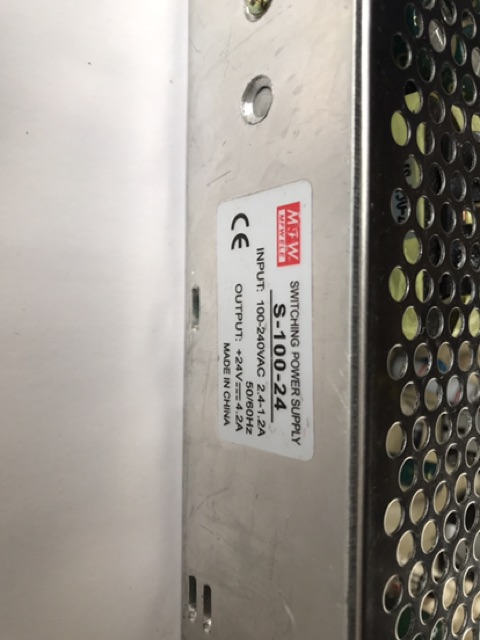 M.G.W.
MEWELE
SWITCHING POWER SUPPLY
S-100-24
INPUT: 100-240VAC 2.4-1.2A
50/60Hz
OUTPUT: +24V⎓4.2A
MADE IN CHINA
CE